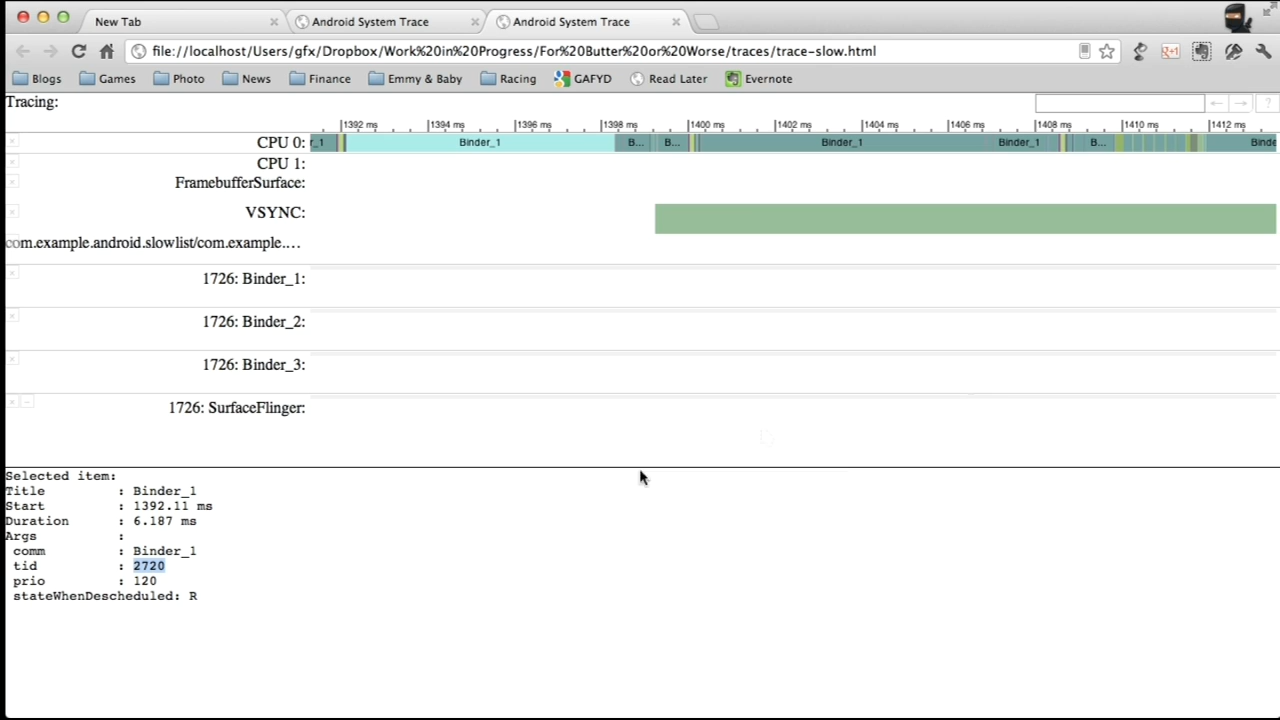 New Tab
Android System Trace
Android System Trace
file://localhost/Users/gfx/Dropbox/Work%20in%20Progress/For%20Butter%20or%20Worse/traces/trace-slow.html
Blogs Games Photo News Finance Emmy & Baby Racing GAFYD Read Later Evernote
Tracing:
← → ?
1392 ms 1394 ms 1396 ms 1398 ms 1400 ms 1402 ms 1404 ms 1406 ms 1408 ms 1410 ms 1412 ms
CPU 0: r_1 Binder_1 B... B... Binder_1 Binder_1 B... Binde
CPU 1:
FramebufferSurface:
VSYNC:
com.example.android.slowlist/com.example.…
1726: Binder_1:
1726: Binder_2:
1726: Binder_3:
1726: SurfaceFlinger:
Selected item:
Title : Binder_1
Start : 1392.11 ms
Duration : 6.187 ms
Args :
comm : Binder_1
tid : 2720
prio : 120
stateWhenDescheduled: R